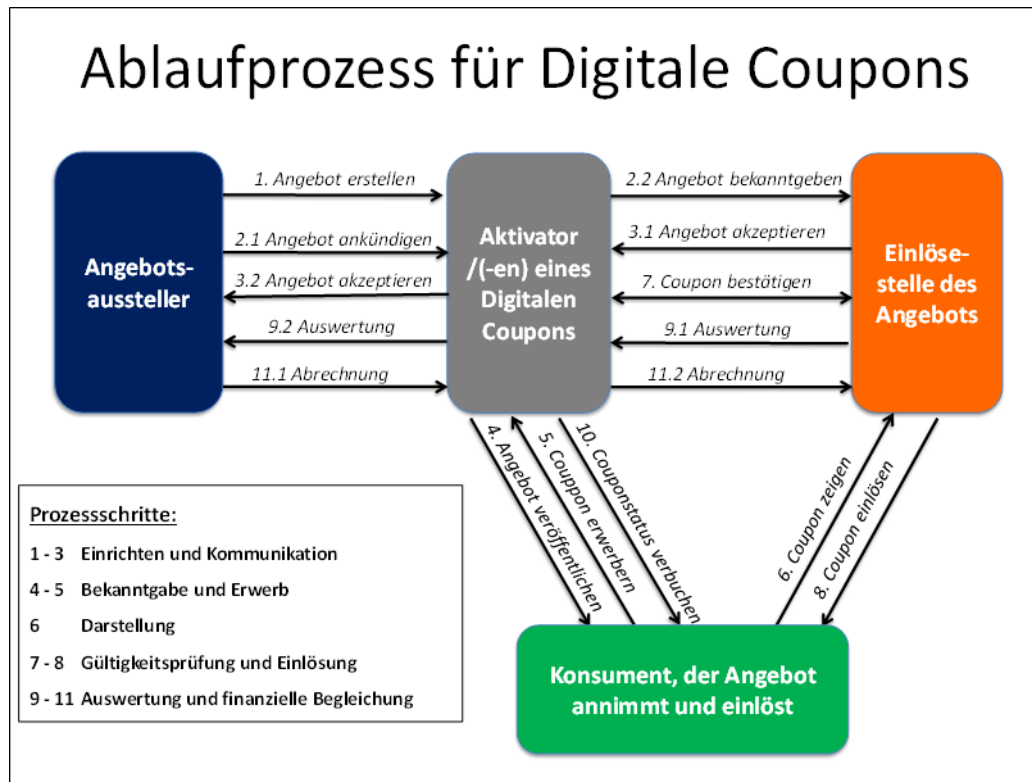 Ablaufprozess für Digitale Coupons
1. Angebot erstellen
2.1 Angebot ankündigen
3.2 Angebot akzeptieren
9.2 Auswertung
11.1 Abrechnung
Angebots-
aussteller
Aktivator
/(-en) eines
Digitalen
Coupons
2.2 Angebot bekanntgeben
3.1 Angebot akzeptieren
7. Coupon bestätigen
9.1 Auswertung
11.2 Abrechnung
Einlöse-
stelle des
Angebots
4. Angebot veröffentlichen
5. Couppon erwerbern
10. Couponstatus verbuchen
6. Coupon zeigen
8. Coupon einlösen
Prozessschritte:
1 - 3 Einrichten und Kommunikation
4 - 5 Bekanntgabe und Erwerb
6 Darstellung
7 - 8 Gültigkeitsprüfung und Einlösung
9 - 11 Auswertung und finanzielle Begleichung
Konsument, der Angebot
annimmt und einlöst